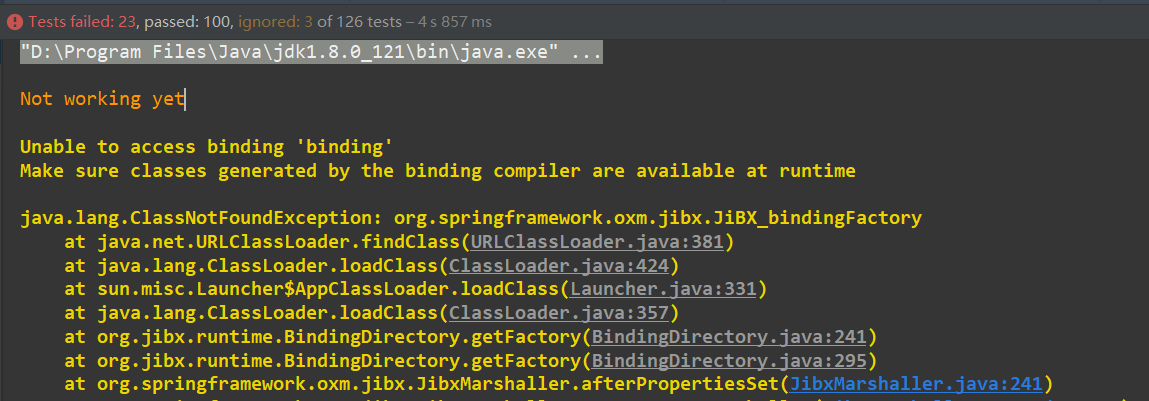 Tests failed: 23, passed: 100, ignored: 3 of 126 tests – 4 s 857 ms
"D:\Program Files\Java\jdk1.8.0_121\bin\java.exe" ...
Not working yet
Unable to access binding 'binding'
Make sure classes generated by the binding compiler are available at runtime
java.lang.ClassNotFoundException: org.springframework.oxm.jibx.JiBX_bindingFactory
at java.net.URLClassLoader.findClass(URLClassLoader.java:381)
at java.lang.ClassLoader.loadClass(ClassLoader.java:424)
at sun.misc.Launcher$AppClassLoader.loadClass(Launcher.java:331)
at java.lang.ClassLoader.loadClass(ClassLoader.java:357)
at org.jibx.runtime.BindingDirectory.getFactory(BindingDirectory.java:241)
at org.jibx.runtime.BindingDirectory.getFactory(BindingDirectory.java:295)
at org.springframework.oxm.jibx.JibxMarshaller.afterPropertiesSet(JibxMarshaller.java:241)